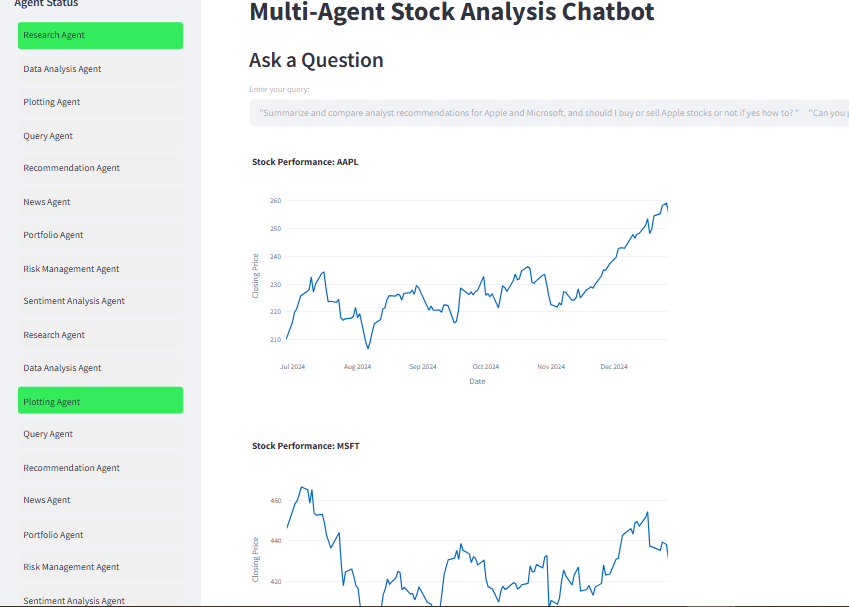 Agent Status
Research Agent
Data Analysis Agent
Plotting Agent
Query Agent
Recommendation Agent
News Agent
Portfolio Agent
Risk Management Agent
Sentiment Analysis Agent
Research Agent
Data Analysis Agent
Plotting Agent
Query Agent
Recommendation Agent
News Agent
Portfolio Agent
Risk Management Agent
Sentiment Analysis Agent
Multi-Agent Stock Analysis Chatbot
Ask a Question
Enter your query:
"Summarize and compare analyst recommendations for Apple and Microsoft, and should I buy or sell Apple stocks or not if yes how to? " "Can you
Stock Performance: AAPL
260
250
240
230
220
210
Closing Price
Jul 2024 Aug 2024 Sep 2024 Oct 2024 Nov 2024 Dec 2024
Date
Stock Performance: MSFT
460
440
420
Closing Price